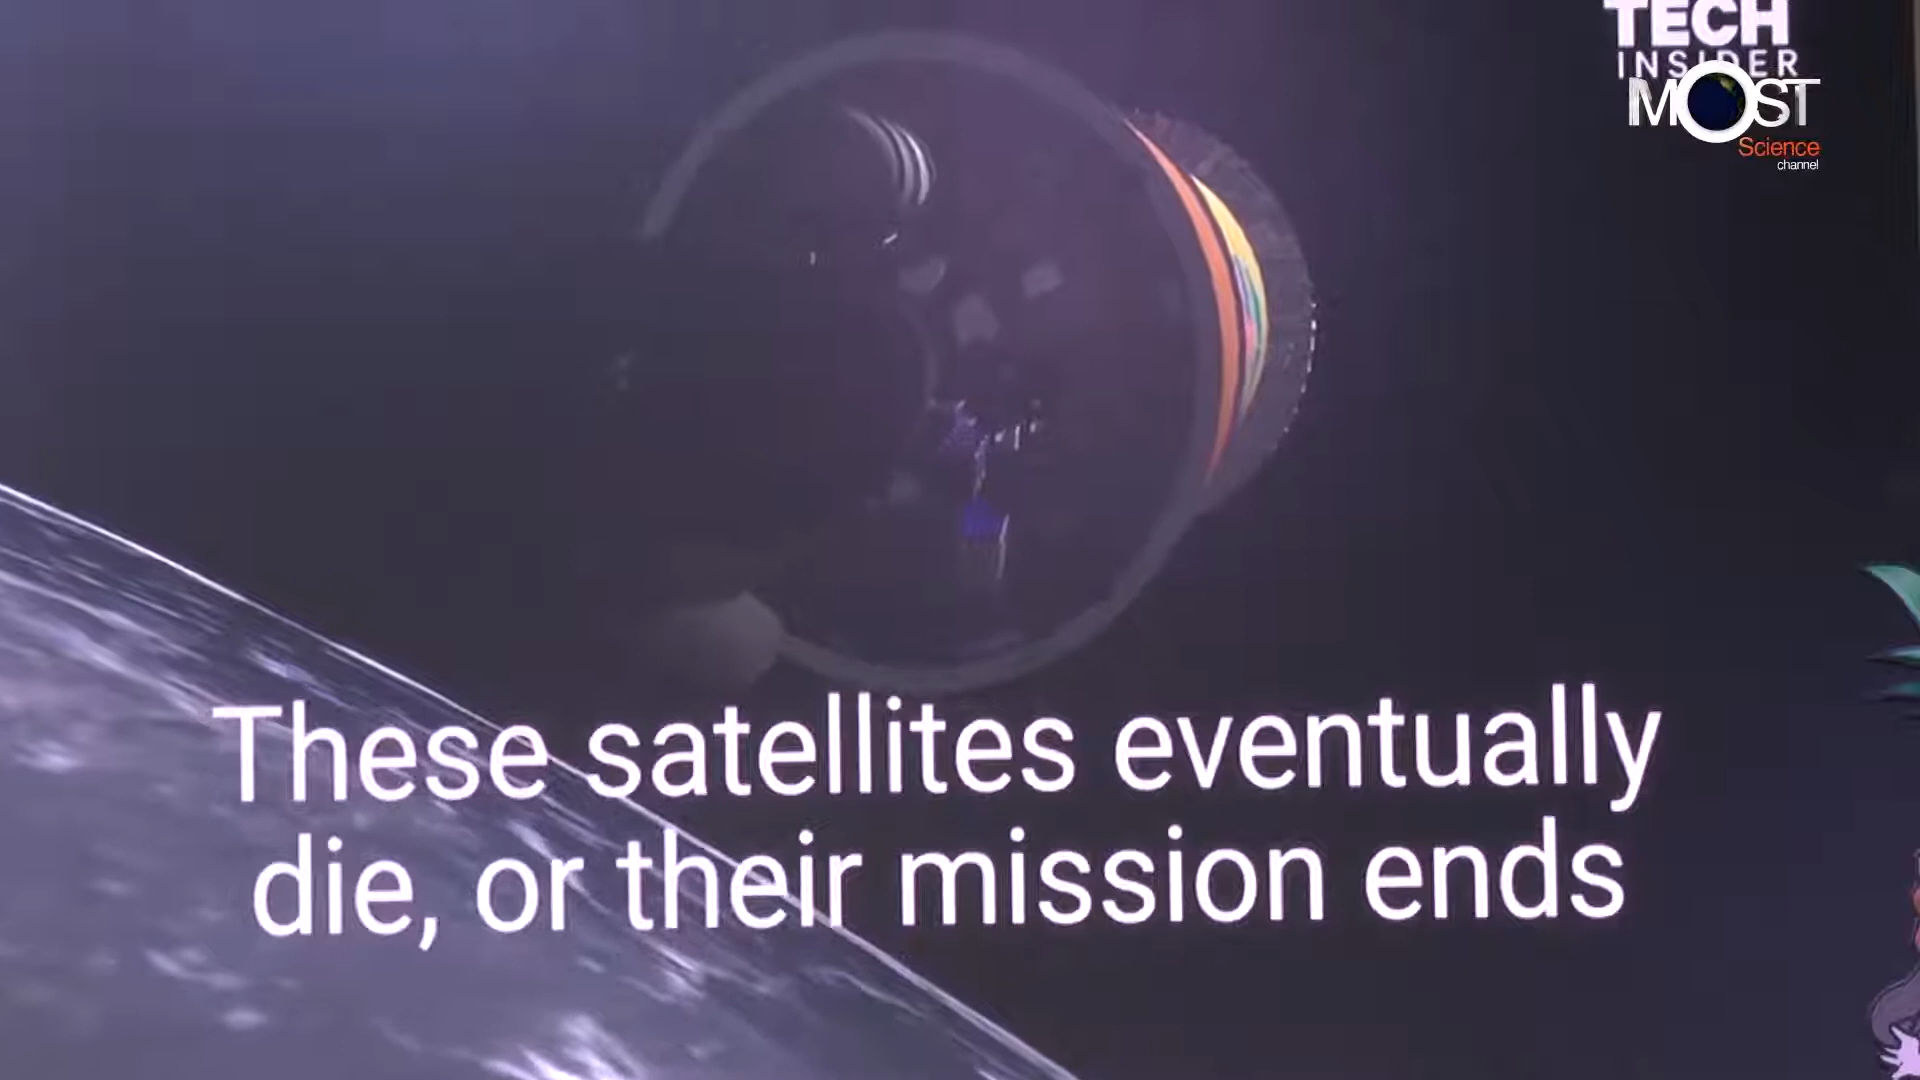 TECH
INSIDER
MOST
Science
channel
These satellites eventually
die, or their mission ends